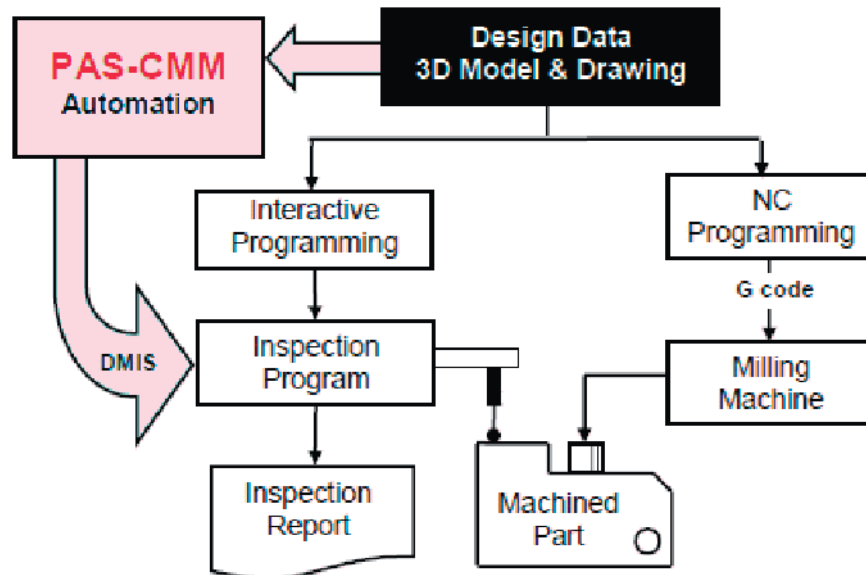 PAS-CMM
Automation
Design Data
3D Model & Drawing
Interactive
Programming
NC
Programming
G code
DMIS
Inspection
Program
Milling
Machine
Inspection
Report
Machined
Part